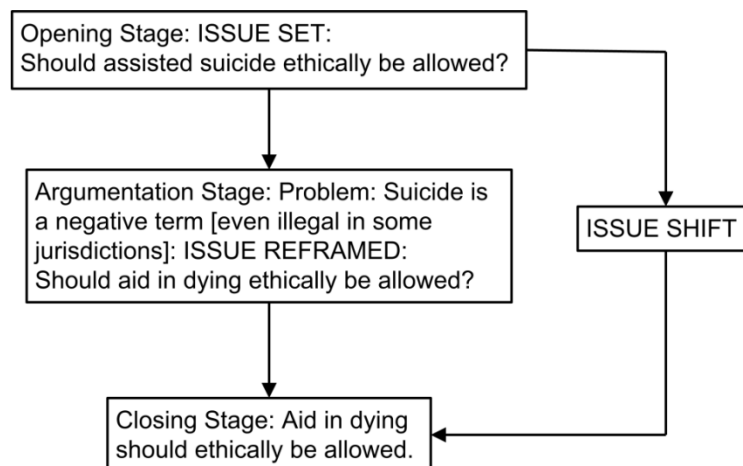 Opening Stage: ISSUE SET:
Should assisted suicide ethically be allowed?
Argumentation Stage: Problem: Suicide is
a negative term [even illegal in some
jurisdictions]: ISSUE REFRAMED:
Should aid in dying ethically be allowed?
ISSUE SHIFT
Closing Stage: Aid in dying
should ethically be allowed.